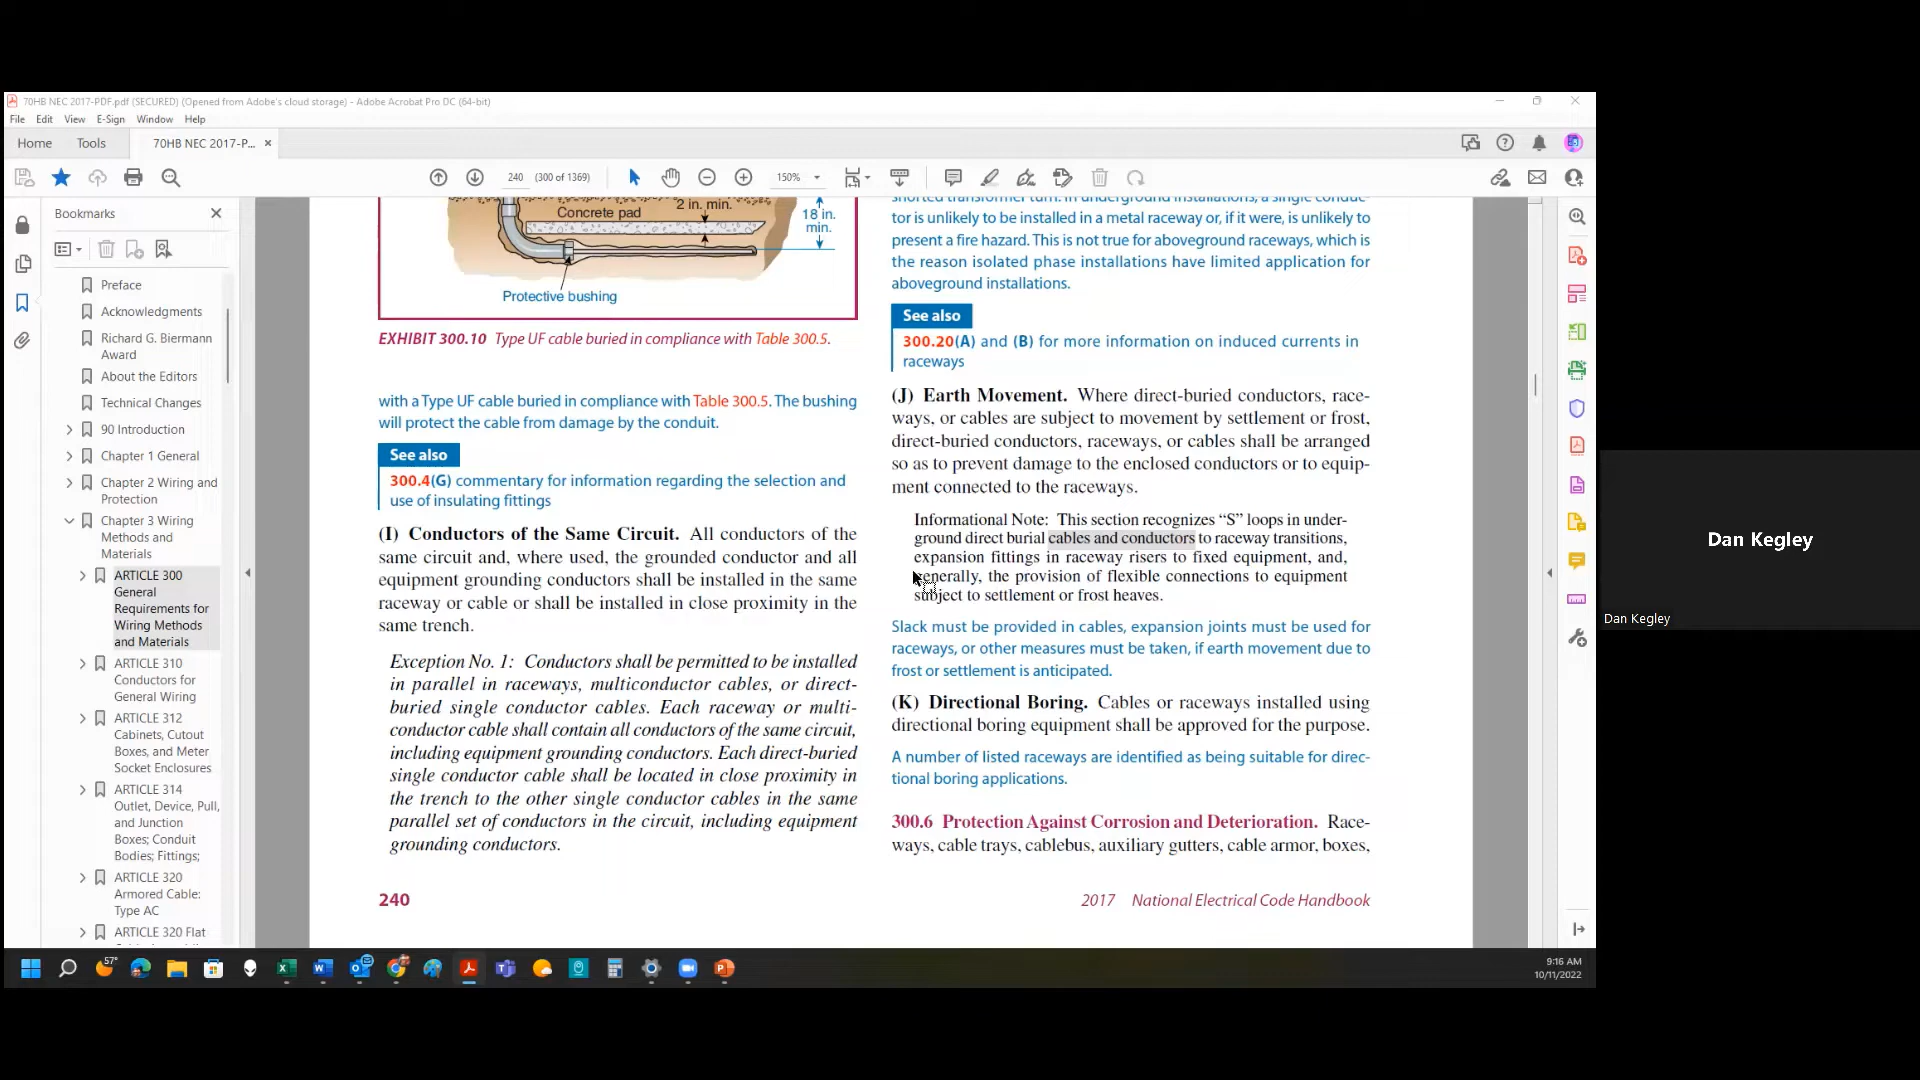 70HB NEC 2017-PDF.pdf (SECURED) (Opened from Adobe's cloud storage) - Adobe Acrobat Pro DC (64-bit)
File Edit View E-Sign Window Help
Home Tools 70HB NEC 2017-P... ×
240 (300 of 1369) 150%
Bookmarks
Preface
Acknowledgments
Richard G. Biermann
Award
About the Editors
Technical Changes
90 Introduction
Chapter 1 General
Chapter 2 Wiring and
Protection
Chapter 3 Wiring
Methods and
Materials
ARTICLE 300
General
Requirements for
Wiring Methods
and Materials
ARTICLE 310
Conductors for
General Wiring
ARTICLE 312
Cabinets, Cutout
Boxes, and Meter
Socket Enclosures
ARTICLE 314
Outlet, Device, Pull,
and Junction
Boxes; Conduit
Bodies; Fittings;
ARTICLE 320
Armored Cable:
Type AC
ARTICLE 320 Flat
Concrete pad
2 in. min.
18 in.
min.
Protective bushing
EXHIBIT 300.10 Type UF cable buried in compliance with Table 300.5.
with a Type UF cable buried in compliance with Table 300.5. The bushing
will protect the cable from damage by the conduit.
See also
300.4(G) commentary for information regarding the selection and
use of insulating fittings
(I) Conductors of the Same Circuit. All conductors of the
same circuit and, where used, the grounded conductor and all
equipment grounding conductors shall be installed in the same
raceway or cable or shall be installed in close proximity in the
same trench.
Exception No. 1: Conductors shall be permitted to be installed
in parallel in raceways, multiconductor cables, or direct-
buried single conductor cables. Each raceway or multi-
conductor cable shall contain all conductors of the same circuit,
including equipment grounding conductors. Each direct-buried
single conductor cable shall be located in close proximity in
the trench to the other single conductor cables in the same
parallel set of conductors in the circuit, including equipment
grounding conductors.
240
shorted transformer turn. In underground installations, a single conduc-
tor is unlikely to be installed in a metal raceway or, if it were, is unlikely to
present a fire hazard. This is not true for aboveground raceways, which is
the reason isolated phase installations have limited application for
aboveground installations.
See also
300.20(A) and (B) for more information on induced currents in
raceways
(J) Earth Movement. Where direct-buried conductors, race-
ways, or cables are subject to movement by settlement or frost,
direct-buried conductors, raceways, or cables shall be arranged
so as to prevent damage to the enclosed conductors or to equip-
ment connected to the raceways.
Informational Note: This section recognizes “S” loops in under-
ground direct burial cables and conductors to raceway transitions,
expansion fittings in raceway risers to fixed equipment, and,
generally, the provision of flexible connections to equipment
subject to settlement or frost heaves.
Slack must be provided in cables, expansion joints must be used for
raceways, or other measures must be taken, if earth movement due to
frost or settlement is anticipated.
(K) Directional Boring. Cables or raceways installed using
directional boring equipment shall be approved for the purpose.
A number of listed raceways are identified as being suitable for direc-
tional boring applications.
300.6 Protection Against Corrosion and Deterioration. Race-
ways, cable trays, cablebus, auxiliary gutters, cable armor, boxes,
2017 National Electrical Code Handbook
Dan Kegley
Dan Kegley
57°
9:16 AM
10/11/2022